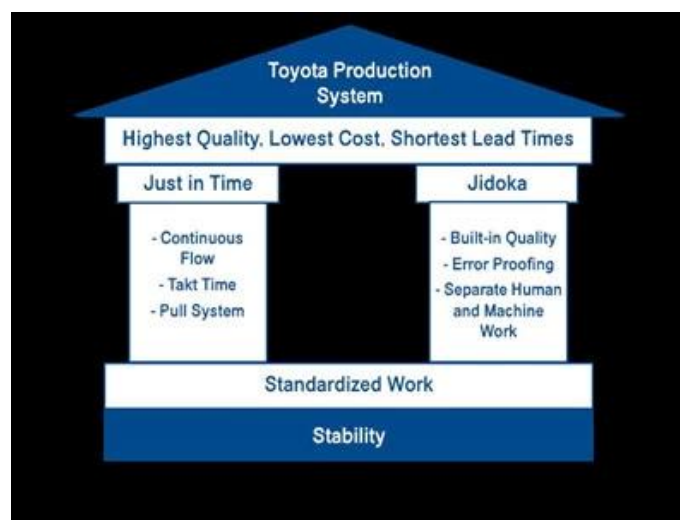 Toyota Production
System
Highest Quality, Lowest Cost, Shortest Lead Times
Just in Time
- Continuous
Flow
- Takt Time
- Pull System
Jidoka
- Built-in Quality
- Error Proofing
- Separate Human
and Machine
Work
Standardized Work
Stability